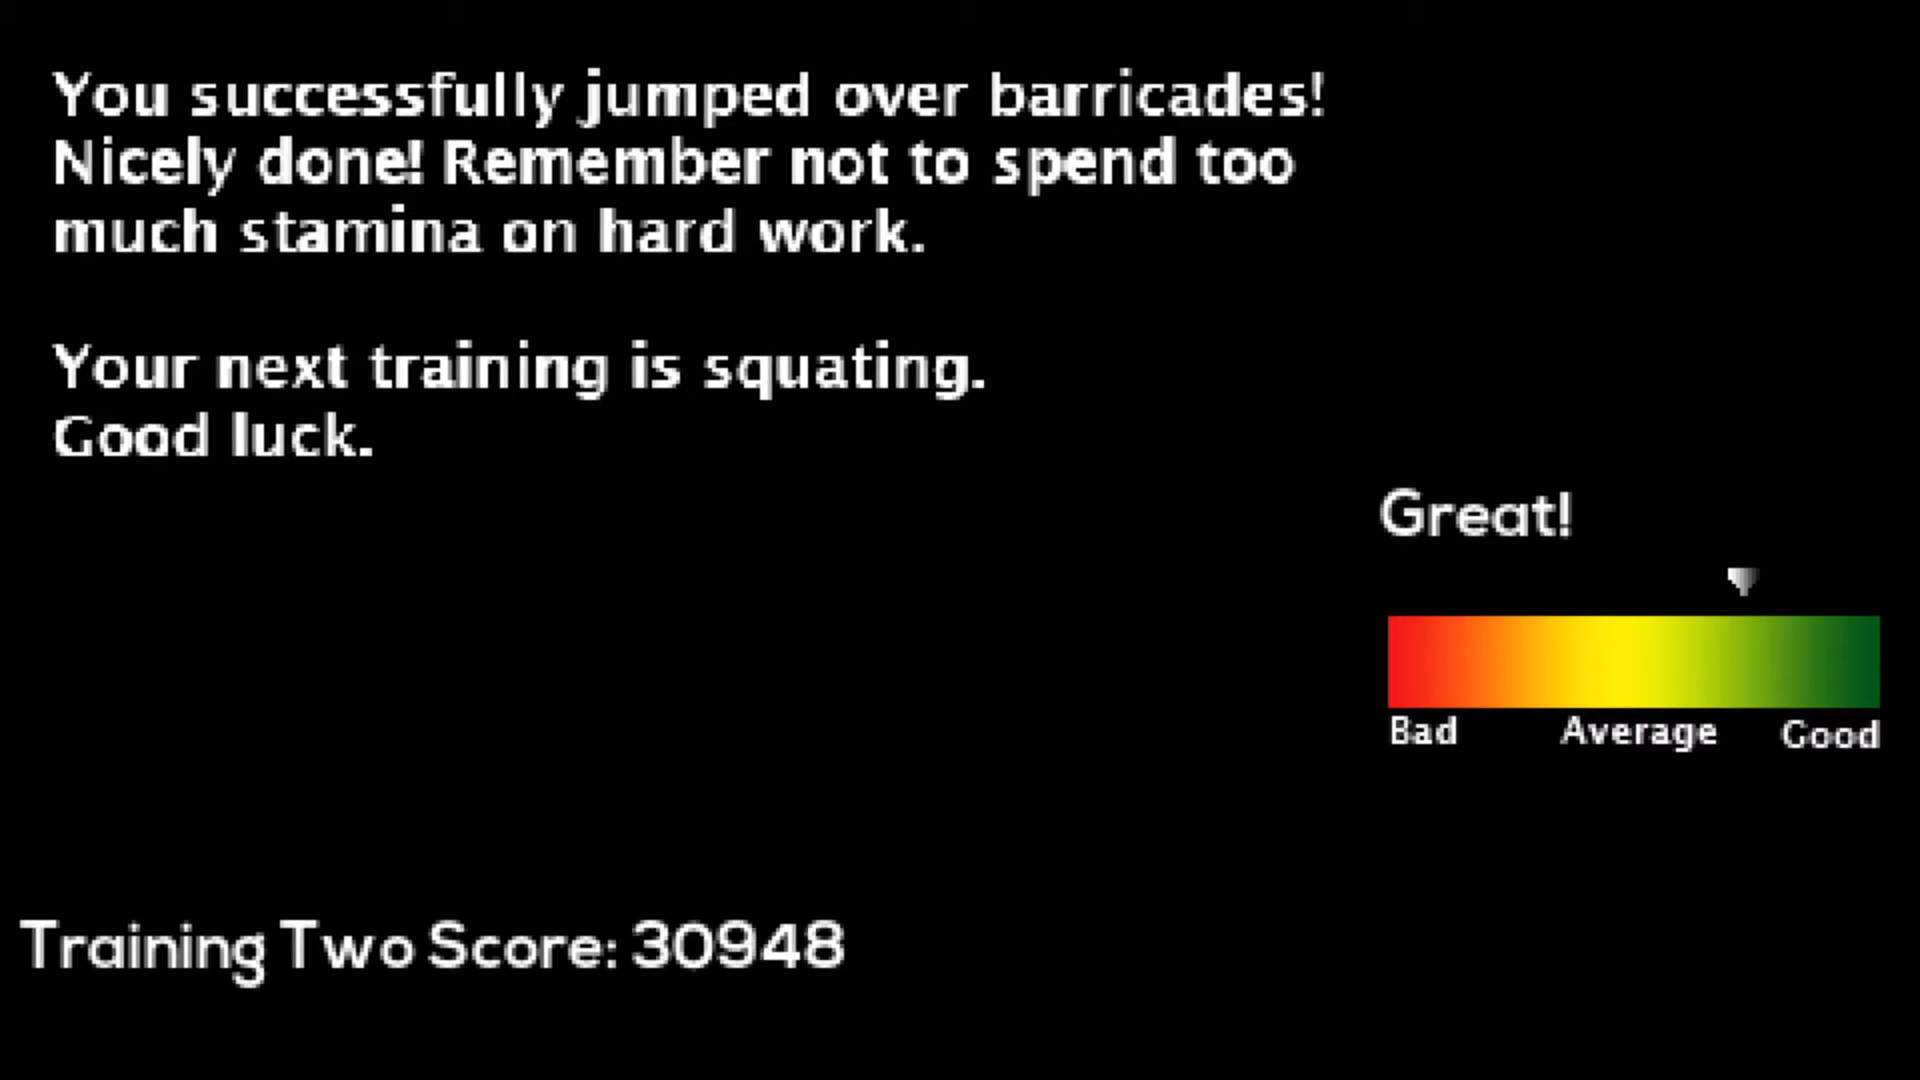 You successfully jumped over barricades!
Nicely done! Remember not to spend too
much stamina on hard work.
Your next training is squating.
Good luck.
Great!
Bad Average Good
Training Two Score: 30948